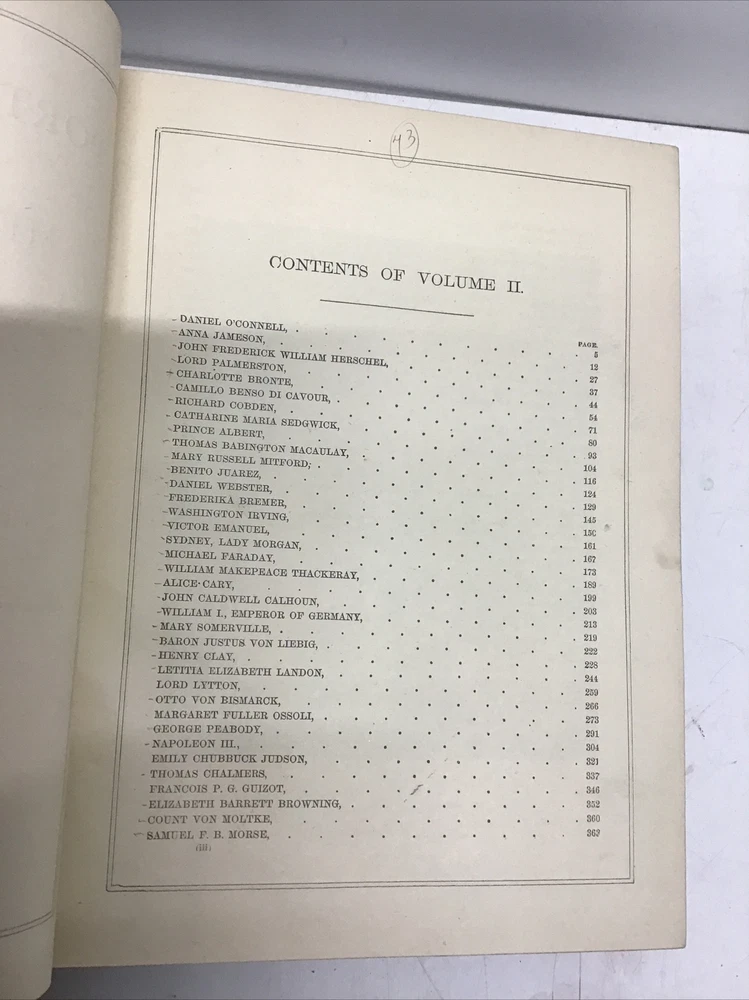 43
CONTENTS OF VOLUME II.
PAGE.
DANIEL O'CONNELL, 5
ANNA JAMESON, 12
JOHN FREDERICK WILLIAM HERSCHEL, 27
LORD PALMERSTON, 37
CHARLOTTE BRONTE, 44
CAMILLO BENSO DI CAVOUR, 54
RICHARD COBDEN, 71
CATHARINE MARIA SEDGWICK, 80
PRINCE ALBERT, 93
THOMAS BABINGTON MACAULAY, 104
MARY RUSSELL MITFORD, 116
BENITO JUAREZ, 124
DANIEL WEBSTER, 129
FREDERIKA BREMER, 145
WASHINGTON IRVING, 150
VICTOR EMANUEL, 161
SYDNEY, LADY MORGAN, 167
MICHAEL FARADAY, 173
WILLIAM MAKEPEACE THACKERAY, 189
ALICE CARY, 199
JOHN CALDWELL CALHOUN, 203
WILLIAM I., EMPEROR OF GERMANY, 213
MARY SOMERVILLE, 219
BARON JUSTUS VON LIEBIG, 222
HENRY CLAY, 228
LETITIA ELIZABETH LANDON, 244
LORD LYTTON, 259
OTTO VON BISMARCK, 266
MARGARET FULLER OSSOLI, 273
GEORGE PEABODY, 291
NAPOLEON III., 304
EMILY CHUBBUCK JUDSON, 321
THOMAS CHALMERS, 337
FRANCOIS P. G. GUIZOT, 346
ELIZABETH BARRETT BROWNING, 352
COUNT VON MOLTKE, 360
SAMUEL F. B. MORSE, 363
(iii)